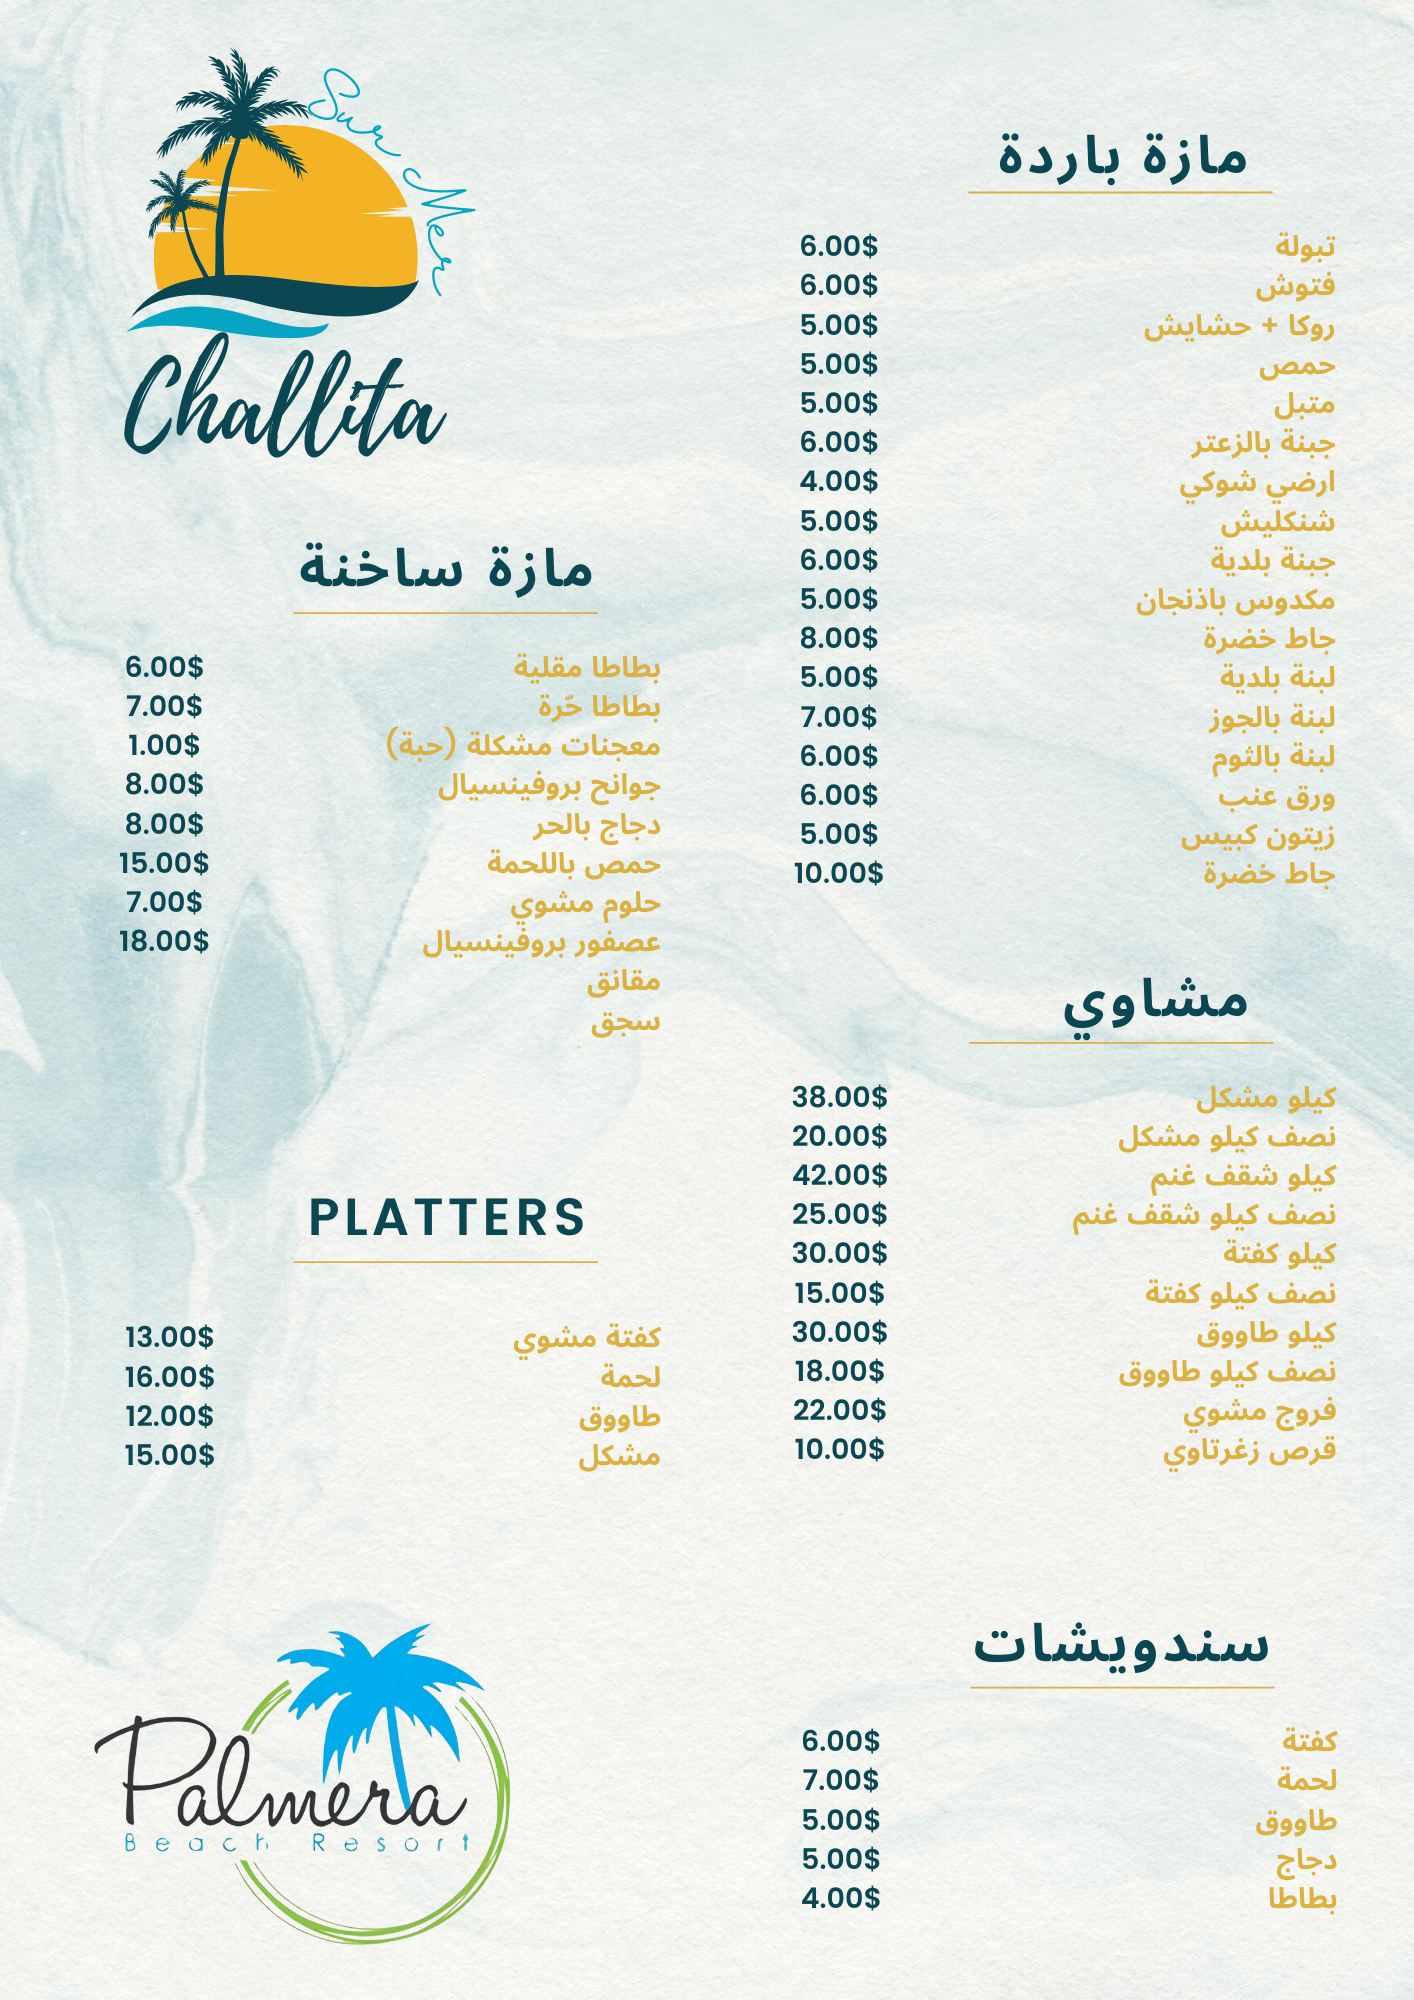 Sur Mer
Challita
مازة باردة
تبولة 6.00$
فتوش 6.00$
روكا + حشايش 5.00$
حمص 5.00$
متبل 5.00$
جبنة بالزعتر 6.00$
ارضي شوكي 4.00$
شنكليش 5.00$
جبنة بلدية 6.00$
مكدوس باذنجان 5.00$
جاط خضرة 8.00$
لبنة بلدية 5.00$
لبنة بالجوز 7.00$
لبنة بالثوم 6.00$
ورق عنب 6.00$
زيتون كبيس 5.00$
جاط خضرة 10.00$
مازة ساخنة
بطاطا مقلية 6.00$
بطاطا حّرة 7.00$
معجنات مشكلة (حبة) 1.00$
جوانح بروفينسيال 8.00$
دجاج بالحر 8.00$
حمص باللحمة 15.00$
حلوم مشوي 7.00$
عصفور بروفينسيال 18.00$
مقانق
سجق
مشاوي
كيلو مشكل 38.00$
نصف كيلو مشكل 20.00$
كيلو شقف غنم 42.00$
نصف كيلو شقف غنم 25.00$
كيلو كفتة 30.00$
نصف كيلو كفتة 15.00$
كيلو طاووق 30.00$
نصف كيلو طاووق 18.00$
فروج مشوي 22.00$
قرص زغرتاوي 10.00$
PLATTERS
كفتة مشوي 13.00$
لحمة 16.00$
طاووق 12.00$
مشكل 15.00$
سندويشات
كفتة 6.00$
لحمة 7.00$
طاووق 5.00$
دجاج 5.00$
بطاطا 4.00$
Palmera
Beach Resort